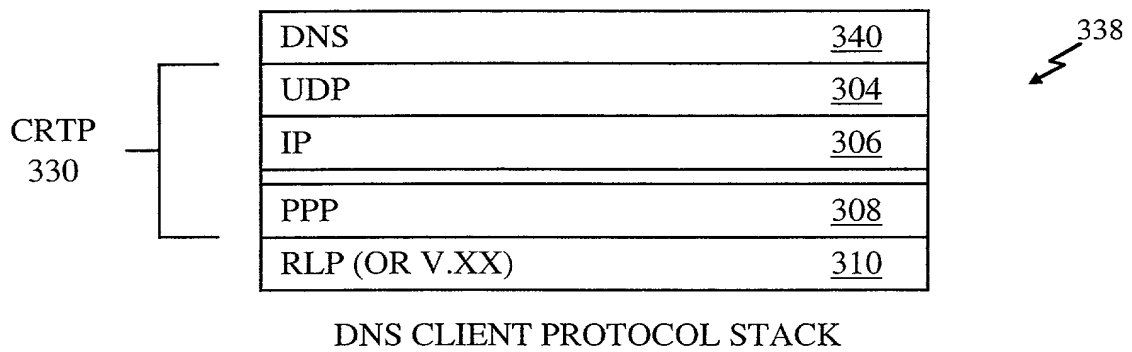 DNS 340
338
UDP 304
CRTP
330
IP 306
PPP 308
RLP (OR V.XX) 310
DNS CLIENT PROTOCOL STACK